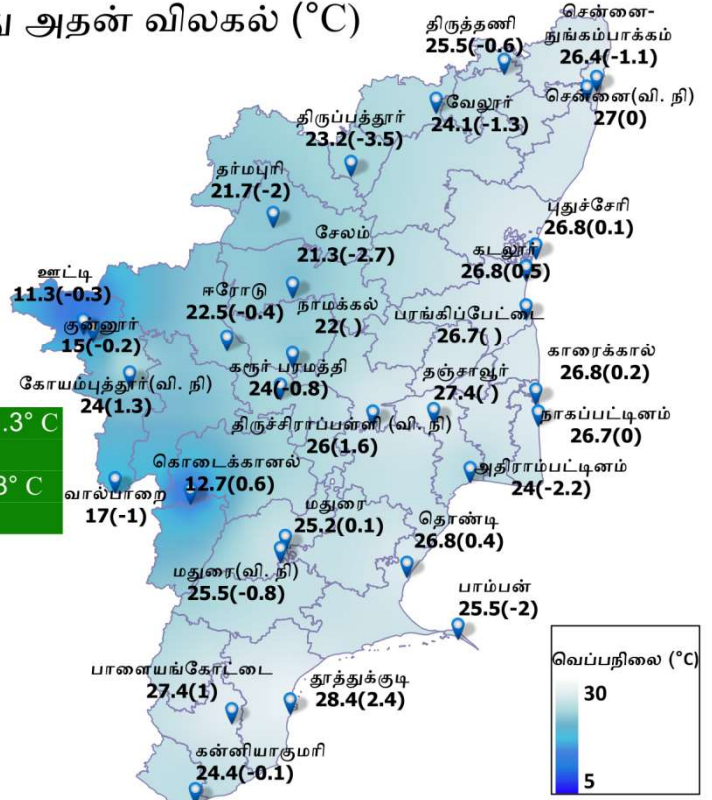 அதன் விலகல் (°C)
சென்னை-
திருத்தணி நுங்கம்பாக்கம்
25.5(-0.6) 26.4(-1.1)
வேலூர் சென்னை(வி. நி)
24.1(-1.3) 27(0)
திருப்பத்தூர்
23.2(-3.5)
தர்மபுரி
21.7(-2)
புதுச்சேரி
26.8(0.1)
சேலம்
21.3(-2.7)
கடலூர்
26.8(0.5)
ஊட்டி
11.3(-0.3)
ஈரோடு
22.5(-0.4)
நாமக்கல்
22( )
பரங்கிப்பேட்டை
26.7( )
குன்னூர்
15(-0.2)
காரைக்கால்
26.8(0.2)
கரூர் பரமத்தி
24(-0.8)
தஞ்சாவூர்
27.4( )
கோயம்புத்தூர்(வி. நி)
24(1.3)
திருச்சிராப்பள்ளி (வி. நி)
26(1.6)
நாகப்பட்டினம்
26.7(0)
.3° C
3° C
கொடைக்கானல்
12.7(0.6)
அதிராம்பட்டினம்
24(-2.2)
வால்பாறை
17(-1)
மதுரை
25.2(0.1)
தொண்டி
26.8(0.4)
மதுரை(வி. நி)
25.5(-0.8)
பாம்பன்
25.5(-2)
வெப்பநிலை (°C)
30
5
பாளையங்கோட்டை
27.4(1)
தூத்துக்குடி
28.4(2.4)
கன்னியாகுமரி
24.4(-0.1)